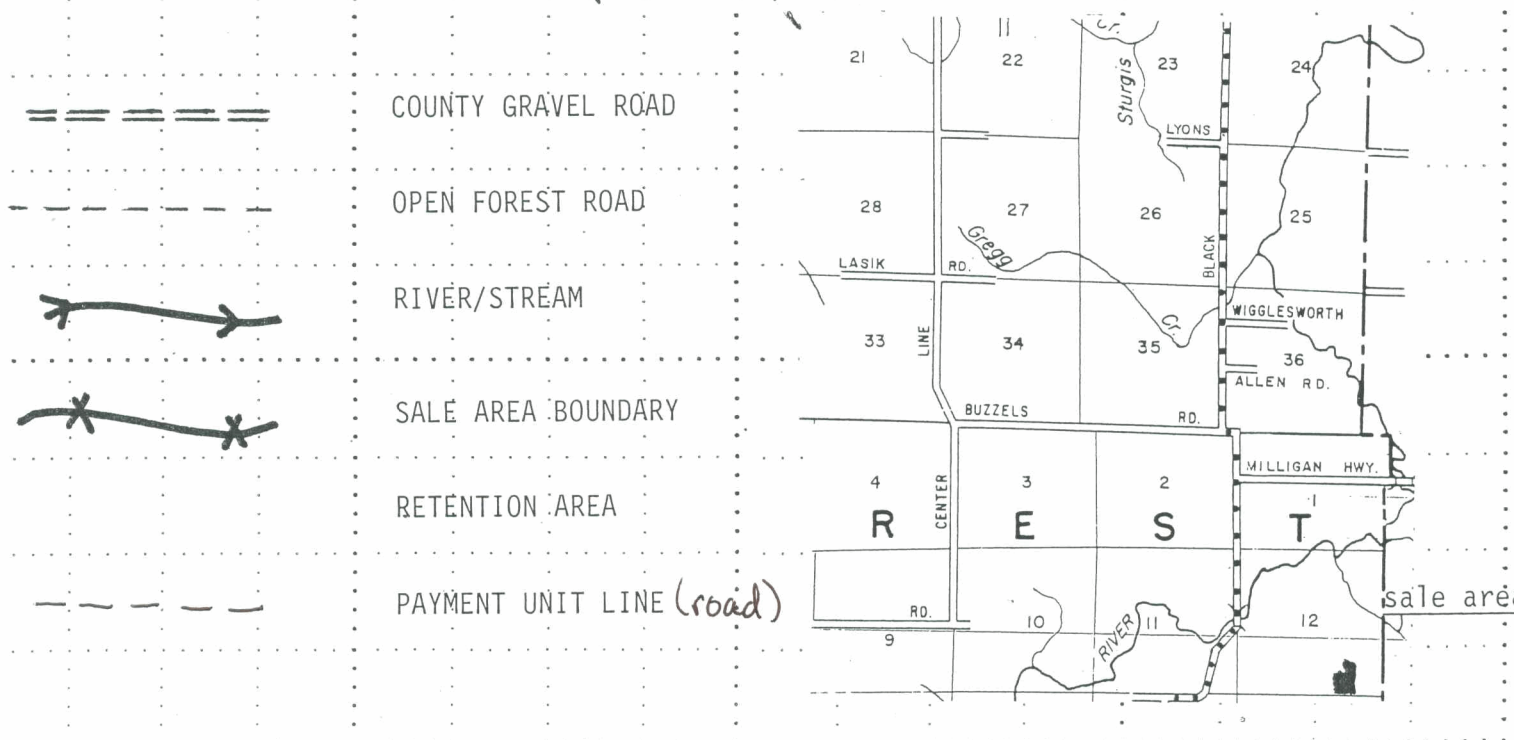 COUNTY GRAVEL ROAD
OPEN FOREST ROAD
RIVER/STREAM
SALE AREA BOUNDARY
RETENTION AREA
PAYMENT UNIT LINE (road)
Cr.
11
21
22
Sturgis
23
24
LYONS
28
27
26
25
Gregg
BLACK
LASIK RD.
WIGGLESWORTH
Cr.
33
LINE
34
35
36
ALLEN RD.
BUZZELS RD.
MILLIGAN HWY.
4
CENTER
3
2
1
R E S T
RD.
9
10
RIVER
11
12
sale area